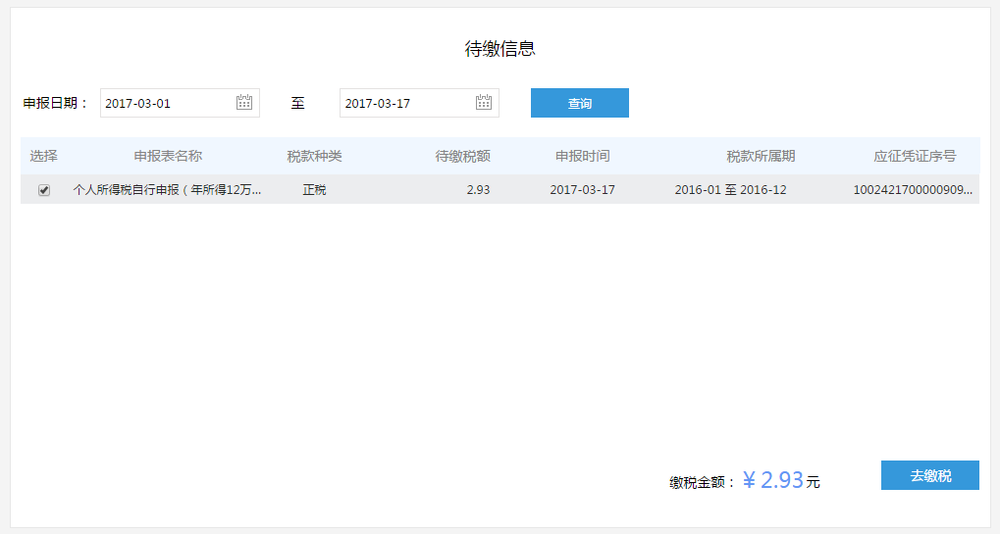 待缴信息
申报日期： 2017-03-01 至 2017-03-17 查询
选择 申报表名称 税款种类 待缴税额 申报时间 税款所属期 应征凭证序号
个人所得税自行申报（年所得12万... 正税 2.93 2017-03-17 2016-01 至 2016-12 1002421700000909...
缴税金额： ¥ 2.93元 去缴税